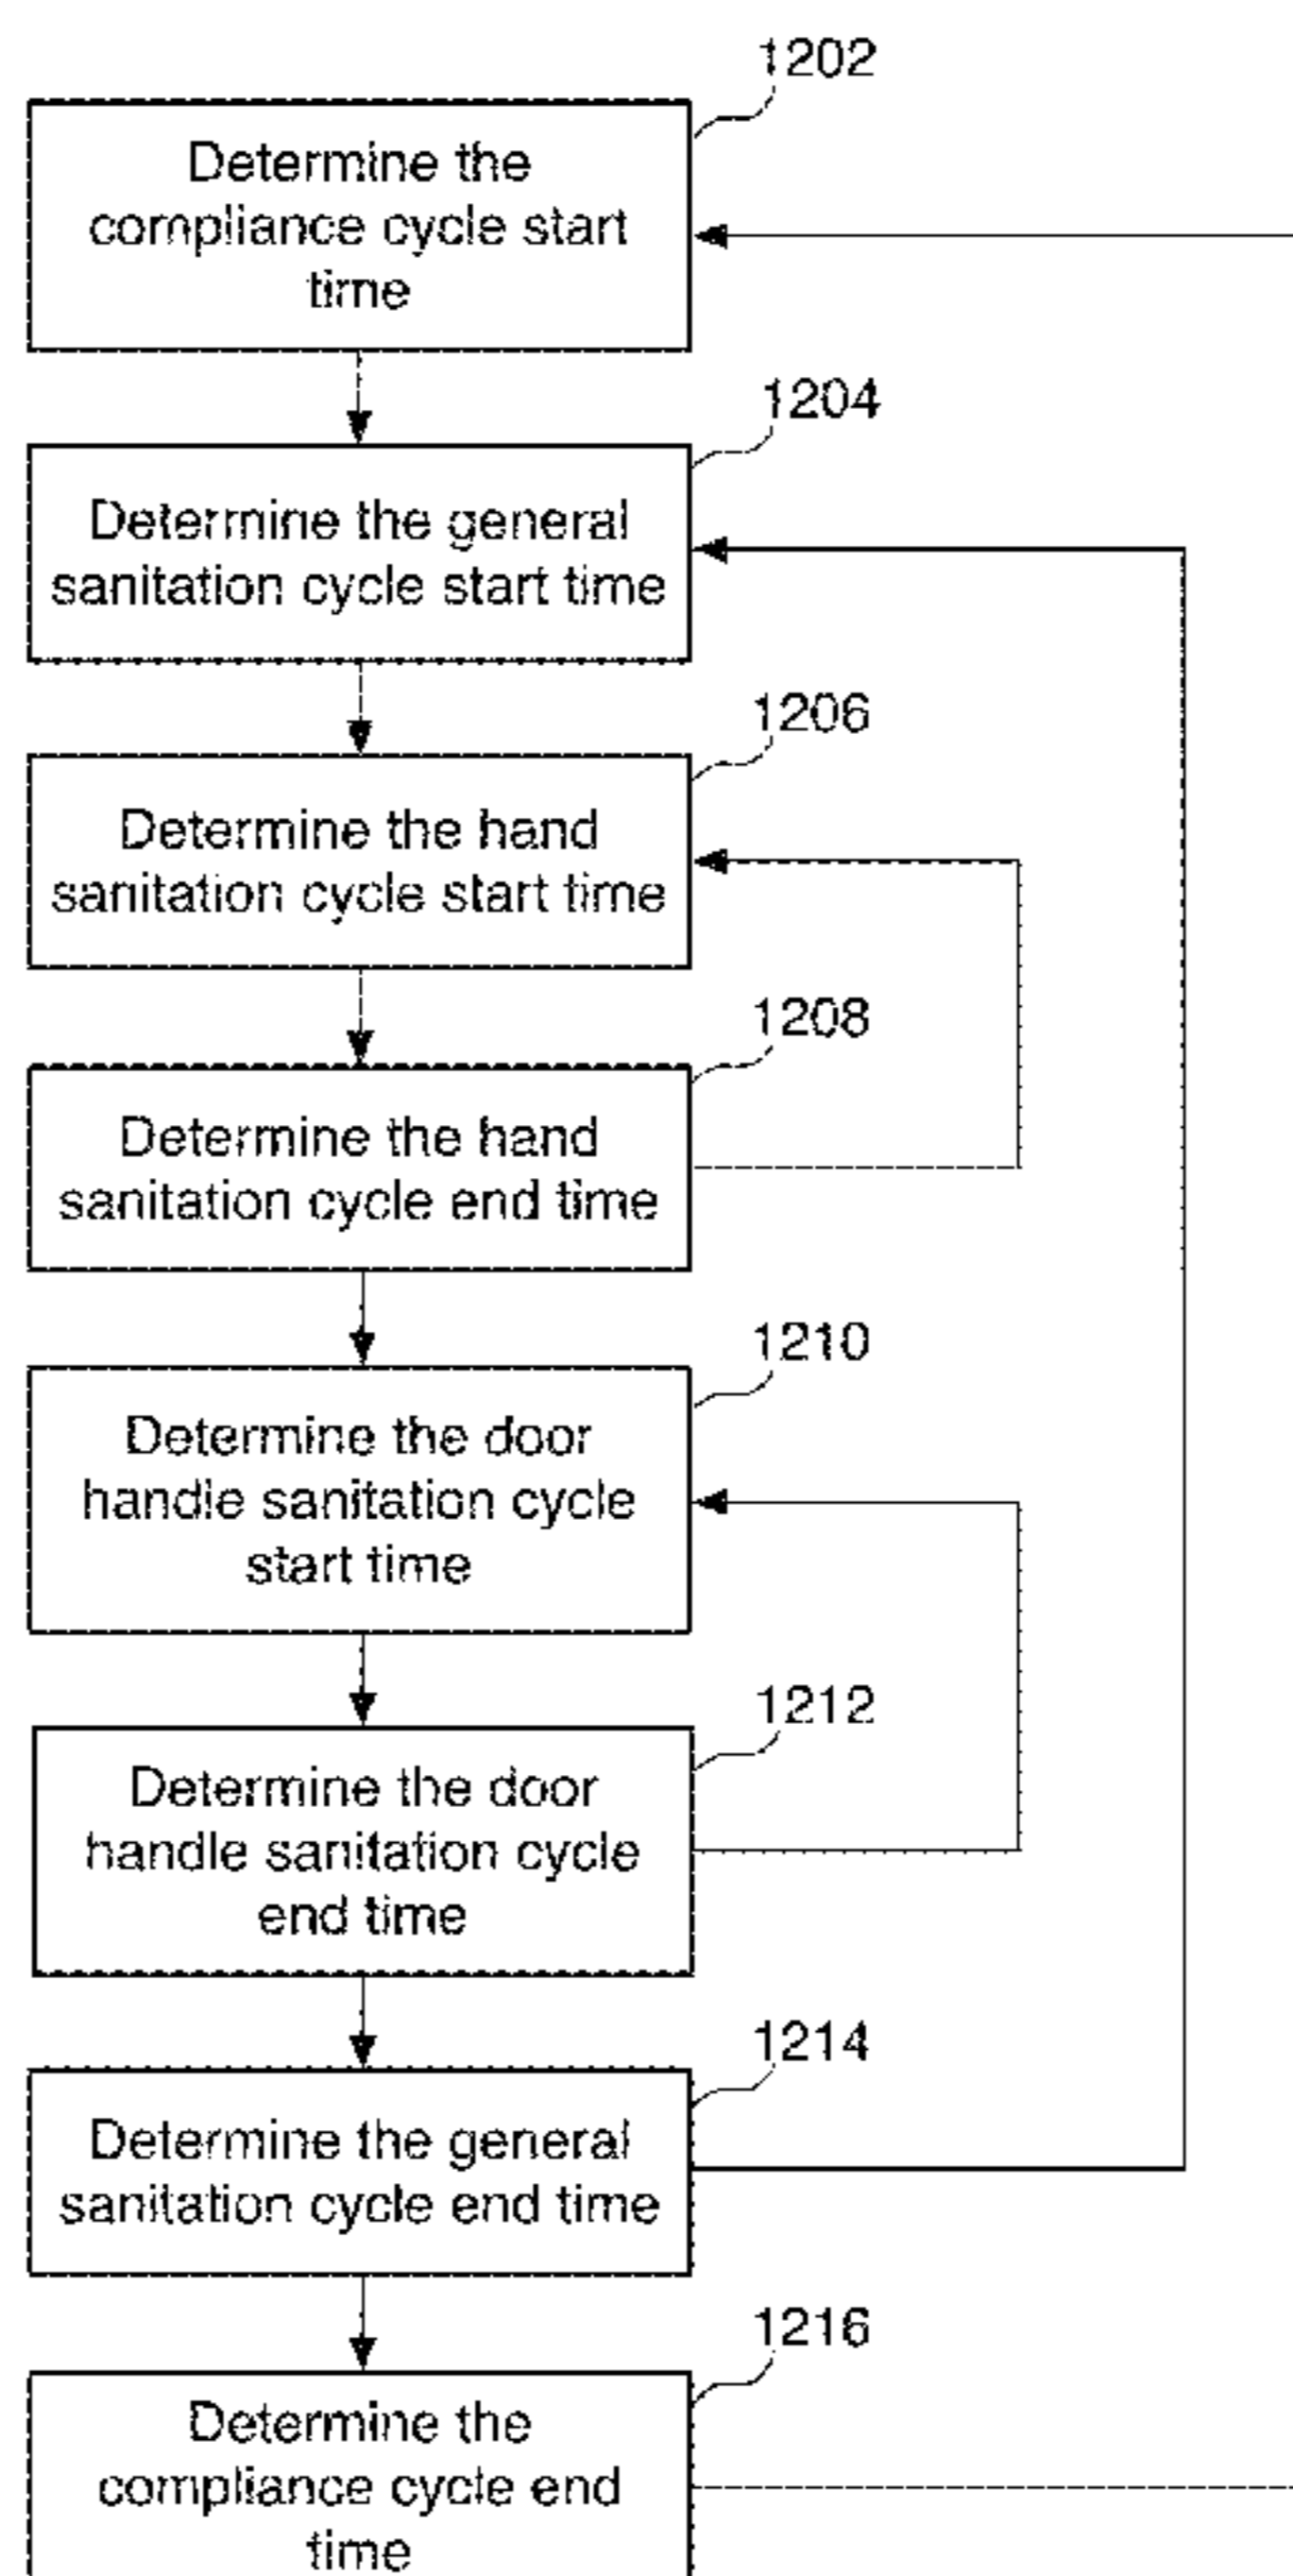 1202
Determine the
compliance cycle start
time
1204
Determine the general
sanitation cycle start time
1206
Determine the hand
sanitation cycle start time
1208
Determine the hand
sanitation cycle end time
1210
Determine the door
handle sanitation cycle
start time
1212
Determine the door
handle sanitation cycle
end time
1214
Determine the general
sanitation cycle end time
1216
Determine the
compliance cycle end
time